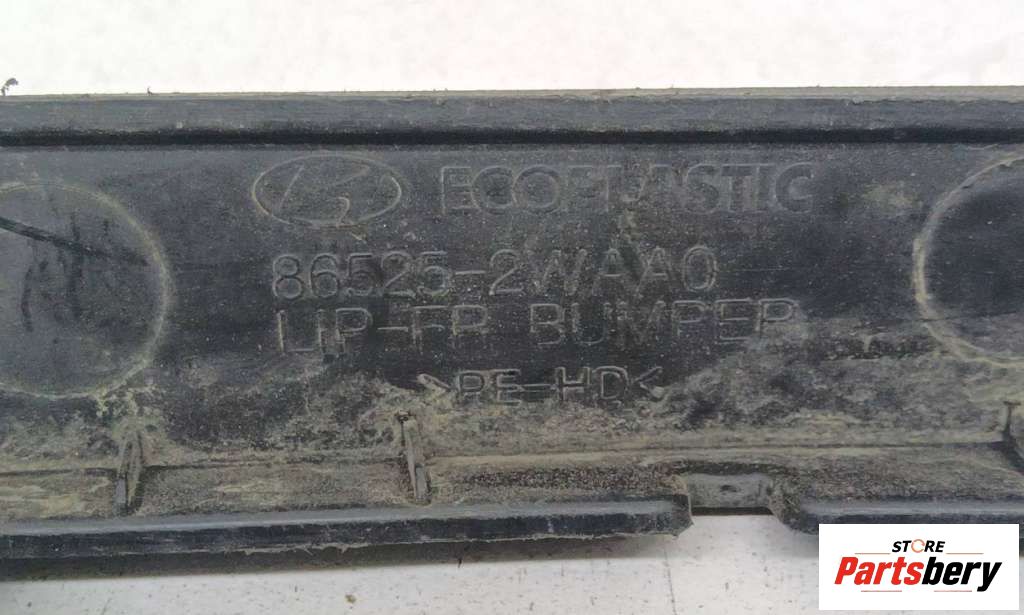 ECOPLASTIC
86525-2WAA0
LIP-FR BUMPER
>PE-HD<
STORE
Partsbery